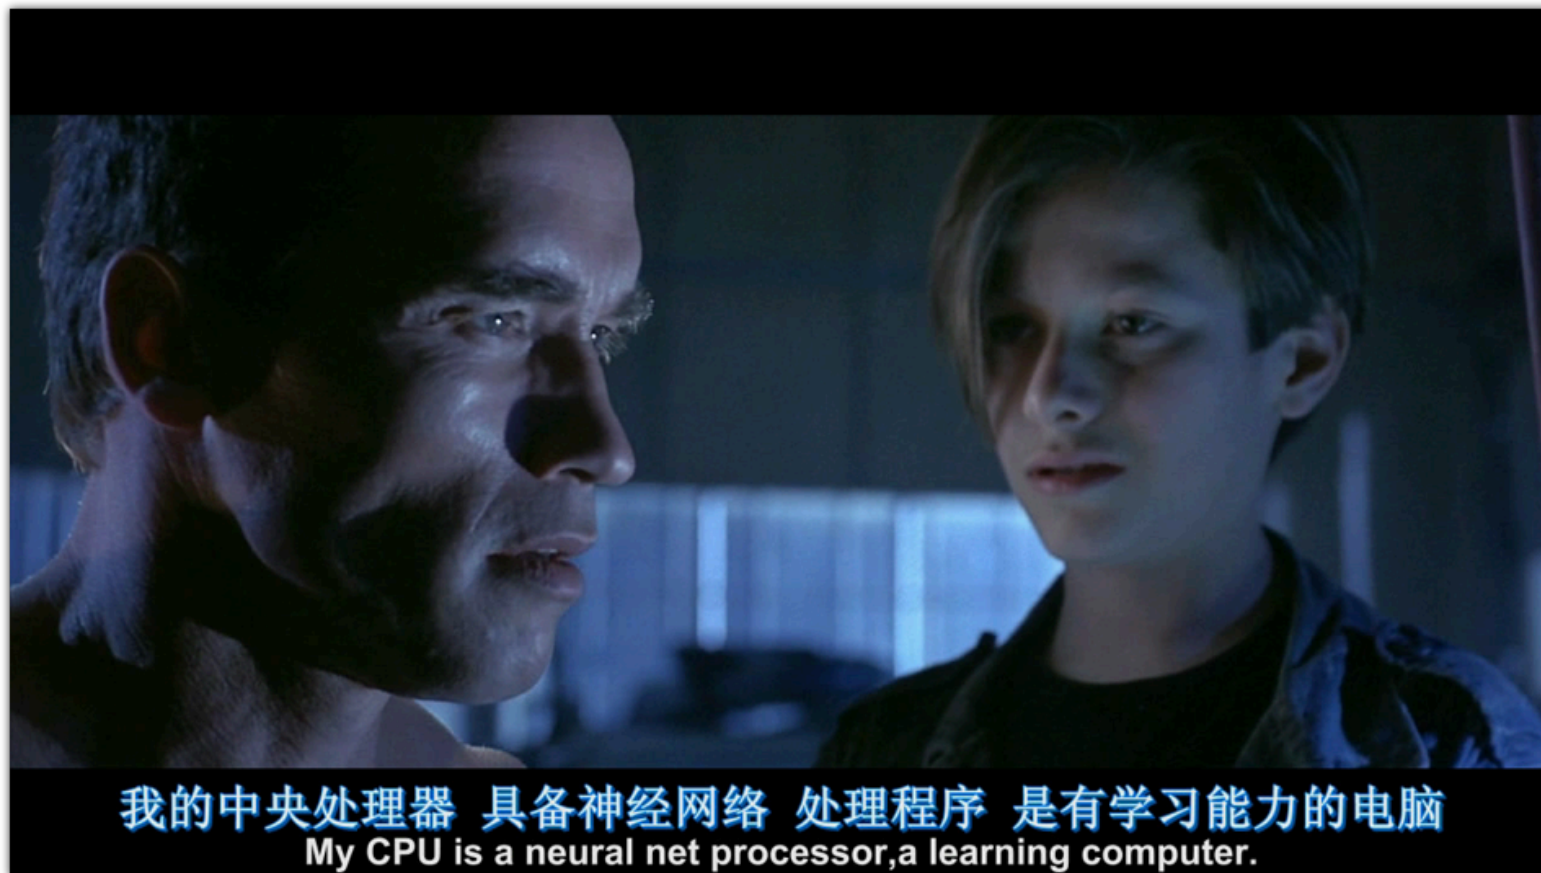 我的中央处理器 具备神经网络 处理程序 是有学习能力的电脑
My CPU is a neural net processor,a learning computer.